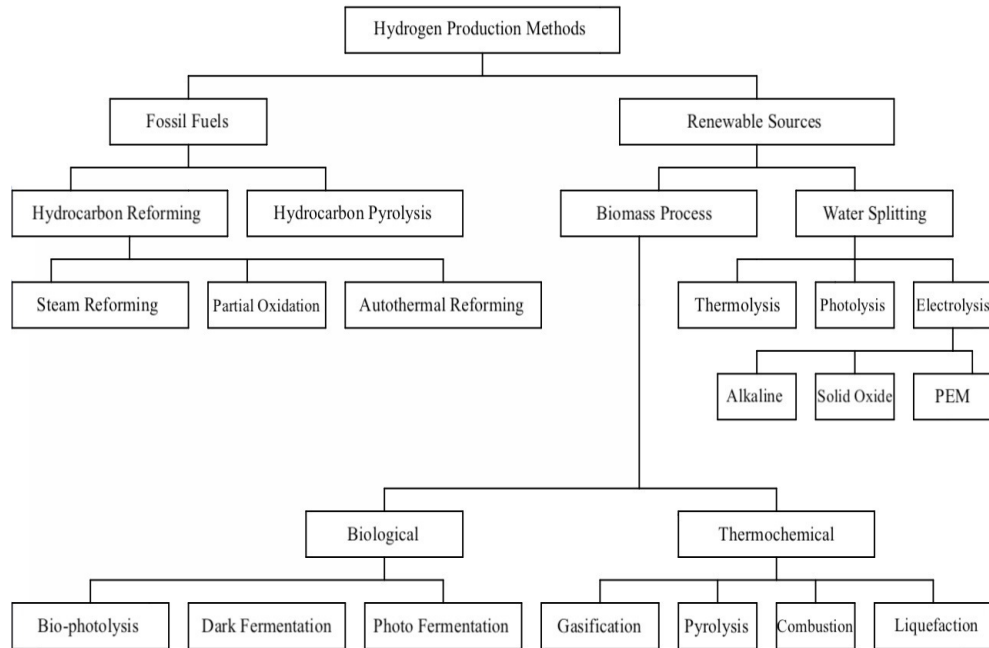 Hydrogen Production Methods
Fossil Fuels
Renewable Sources
Hydrocarbon Reforming
Hydrocarbon Pyrolysis
Biomass Process
Water Splitting
Steam Reforming
Partial Oxidation
Autothermal Reforming
Thermolysis
Photolysis
Electrolysis
Alkaline
Solid Oxide
PEM
Biological
Thermochemical
Bio-photolysis
Dark Fermentation
Photo Fermentation
Gasification
Pyrolysis
Combustion
Liquefaction